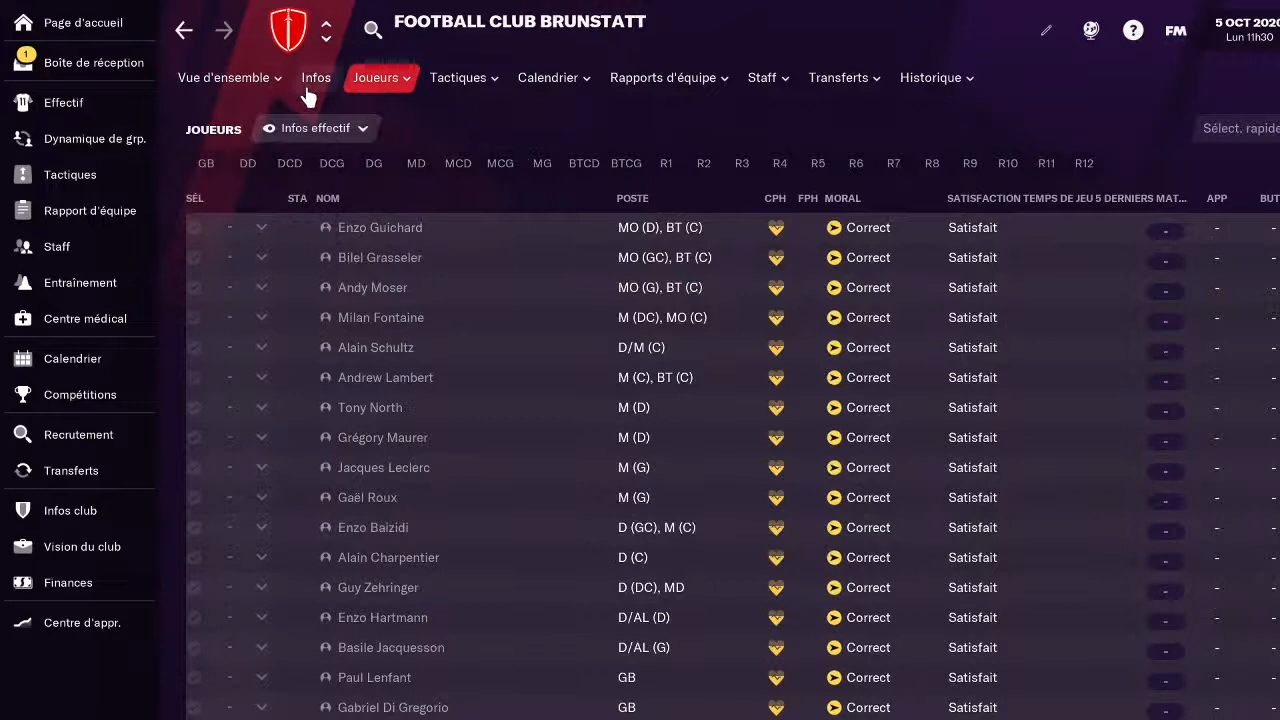 Page d'accueil
1
Boîte de réception
Effectif
Dynamique de grp.
Tactiques
Rapport d'équipe
Staff
Entraînement
Centre médical
Calendrier
Compétitions
Recrutement
Transferts
Infos club
Vision du club
Finances
Centre d'appr.
FOOTBALL CLUB BRUNSTATT
? FM 5 OCT 2020
Lun 11h30
Vue d'ensemble Infos Joueurs Tactiques Calendrier Rapports d'équipe Staff Transferts Historique
JOUEURS Infos effectif Sélect. rapide
GB DD DCD DCG DG MD MCD MCG MG BTCD BTCG R1 R2 R3 R4 R5 R6 R7 R8 R9 R10 R11 R12
SÉL STA NOM POSTE CPH FPH MORAL SATISFACTION TEMPS DE JEU 5 DERNIERS MAT... APP BUT
- Enzo Guichard MO (D), BT (C) Correct Satisfait - -
- Bilel Grasseler MO (GC), BT (C) Correct Satisfait - -
- Andy Moser MO (G), BT (C) Correct Satisfait - -
- Milan Fontaine M (DC), MO (C) Correct Satisfait - -
- Alain Schultz D/M (C) Correct Satisfait - -
- Andrew Lambert M (C), BT (C) Correct Satisfait - -
- Tony North M (D) Correct Satisfait - -
- Grégory Maurer M (D) Correct Satisfait - -
- Jacques Leclerc M (G) Correct Satisfait - -
- Gaël Roux M (G) Correct Satisfait - -
- Enzo Baizidi D (GC), M (C) Correct Satisfait - -
- Alain Charpentier D (C) Correct Satisfait - -
- Guy Zehringer D (DC), MD Correct Satisfait - -
- Enzo Hartmann D/AL (D) Correct Satisfait - -
- Basile Jacquesson D/AL (G) Correct Satisfait - -
- Paul Lenfant GB Correct Satisfait - -
- Gabriel Di Gregorio GB Correct Satisfait - -